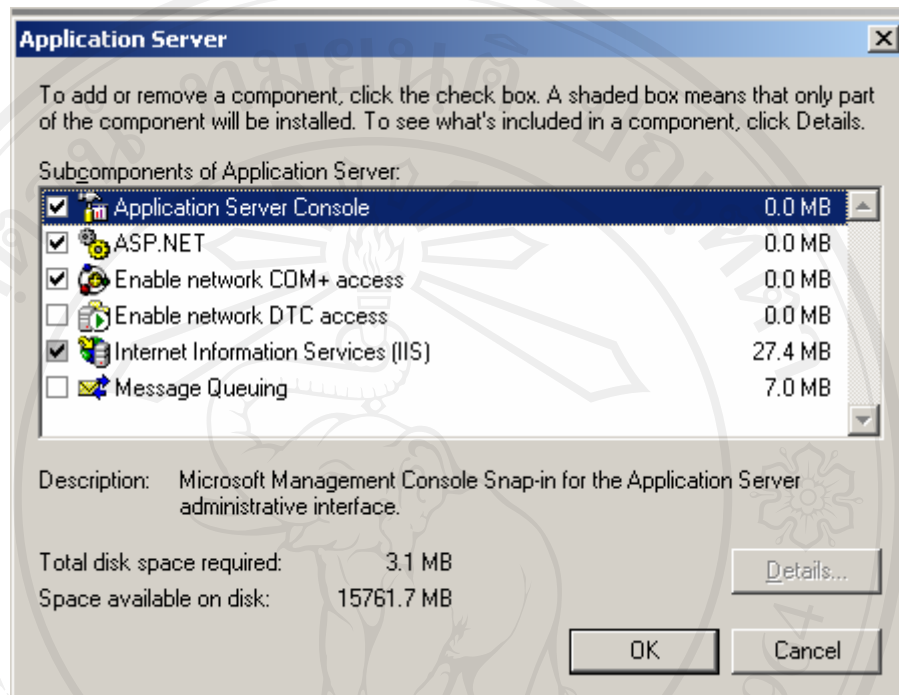 Application Server
To add or remove a component, click the check box. A shaded box means that only part
of the component will be installed. To see what's included in a component, click Details.
Subcomponents of Application Server:
Application Server Console 0.0 MB
ASP.NET 0.0 MB
Enable network COM+ access 0.0 MB
Enable network DTC access 0.0 MB
Internet Information Services (IIS) 27.4 MB
Message Queuing 7.0 MB
Description: Microsoft Management Console Snap-in for the Application Server
administrative interface.
Total disk space required: 3.1 MB
Details...
Space available on disk: 15761.7 MB
OK Cancel